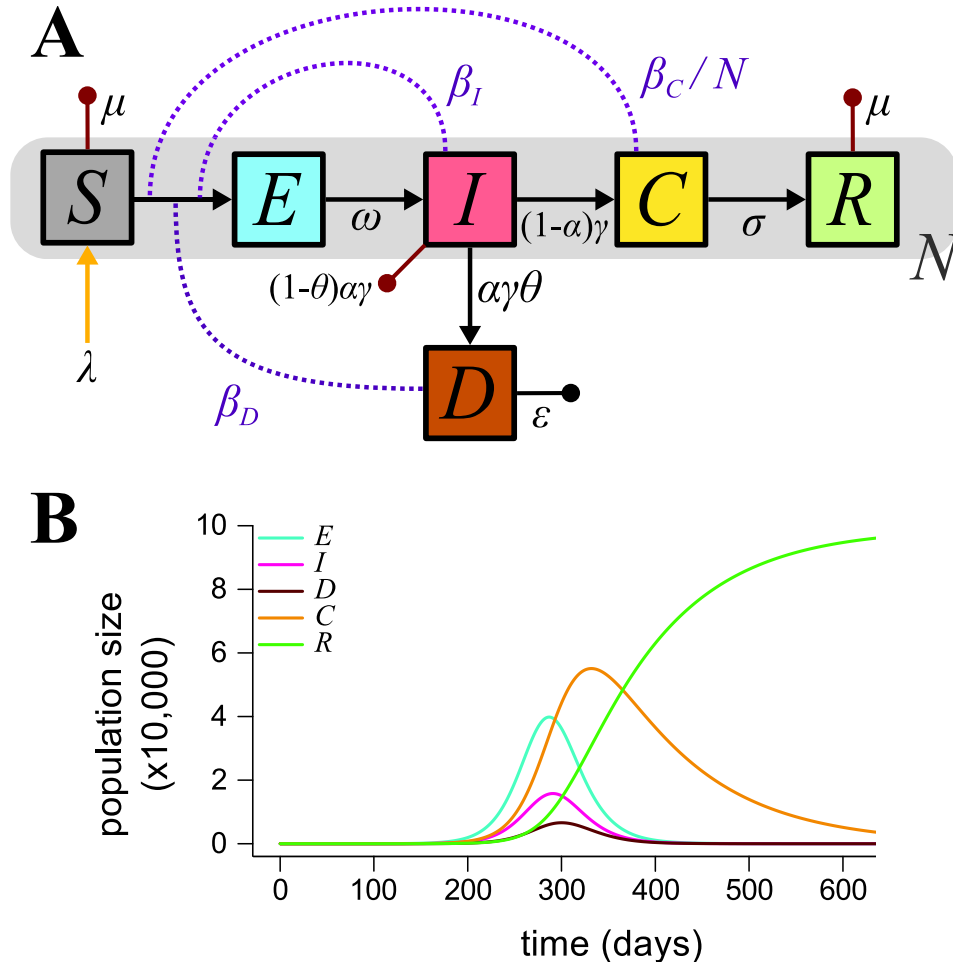 A
μ
β_I
β_C/N
μ
S
E
I
C
R
ω
(1-α)γ
σ
N
(1-θ)αγ
αγθ
λ
β_D
D
ε
B
population size
(x10,000)
10
8
6
4
2
0
E
I
D
C
R
0 100 200 300 400 500 600
time (days)